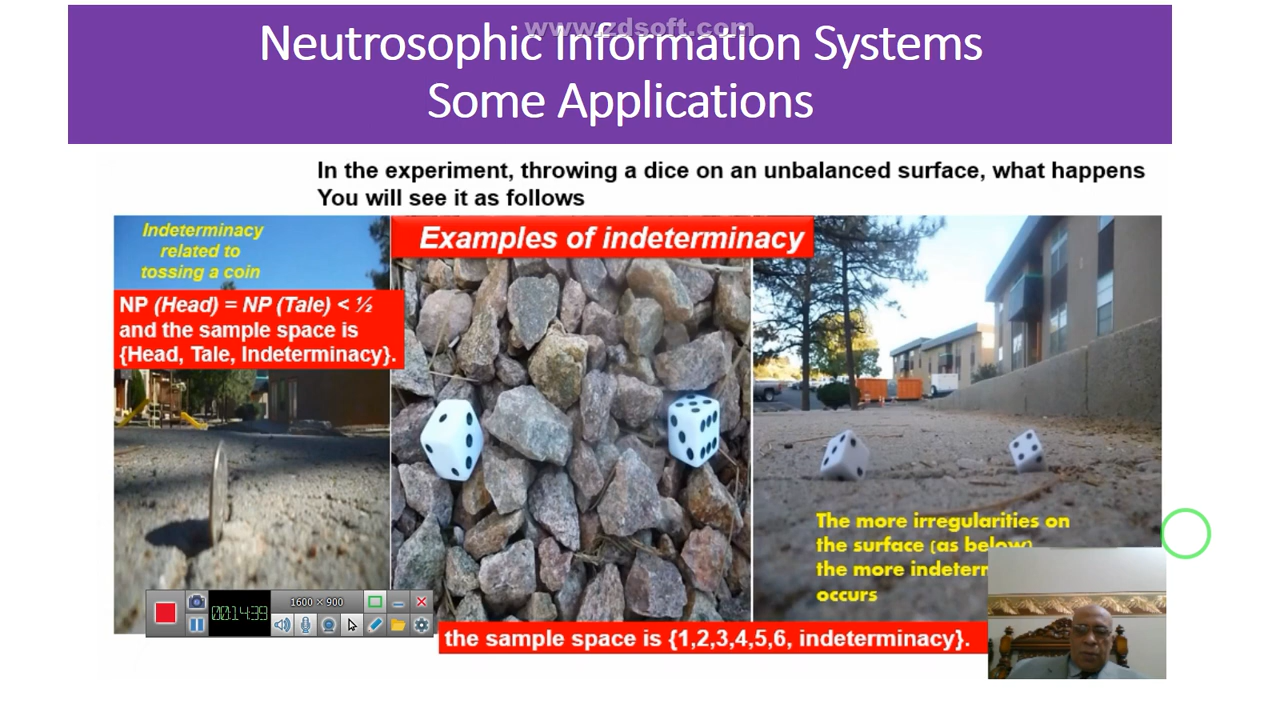 www.zdsoft.com
Neutrosophic Information Systems
Some Applications
In the experiment, throwing a dice on an unbalanced surface, what happens
You will see it as follows
Indeterminacy
related to
tossing a coin
NP (Head) = NP (Tale) < ½
and the sample space is
{Head, Tale, Indeterminacy}.
Examples of indeterminacy
The more irregularities on
the surface (as below)
the more
occurs
00:14:39
1600 × 900
the sample space is {1,2,3,4,5,6, indeterminacy}.